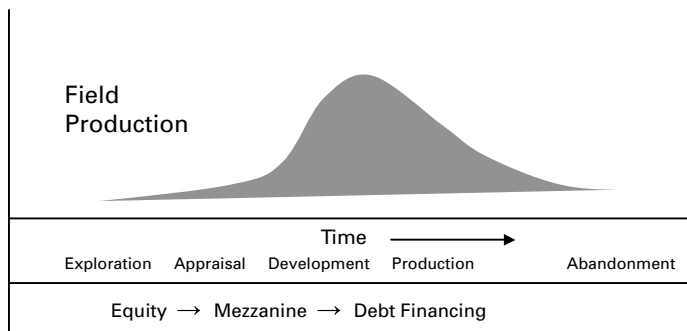 Field
Production
Time
Exploration Appraisal Development Production Abandonment
Equity → Mezzanine → Debt Financing